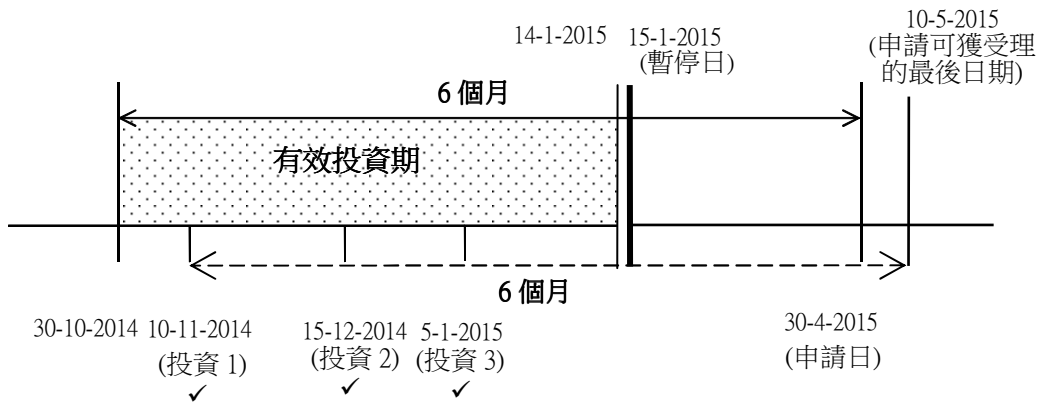 10-5-2015
14-1-2015 15-1-2015 (申請可獲受理
(暫停日) 的最後日期)
6 個月
有效投資期
6 個月
30-10-2014 10-11-2014 15-12-2014 5-1-2015 30-4-2015
(投資 1) (投資 2) (投資 3) (申請日)
✓ ✓ ✓